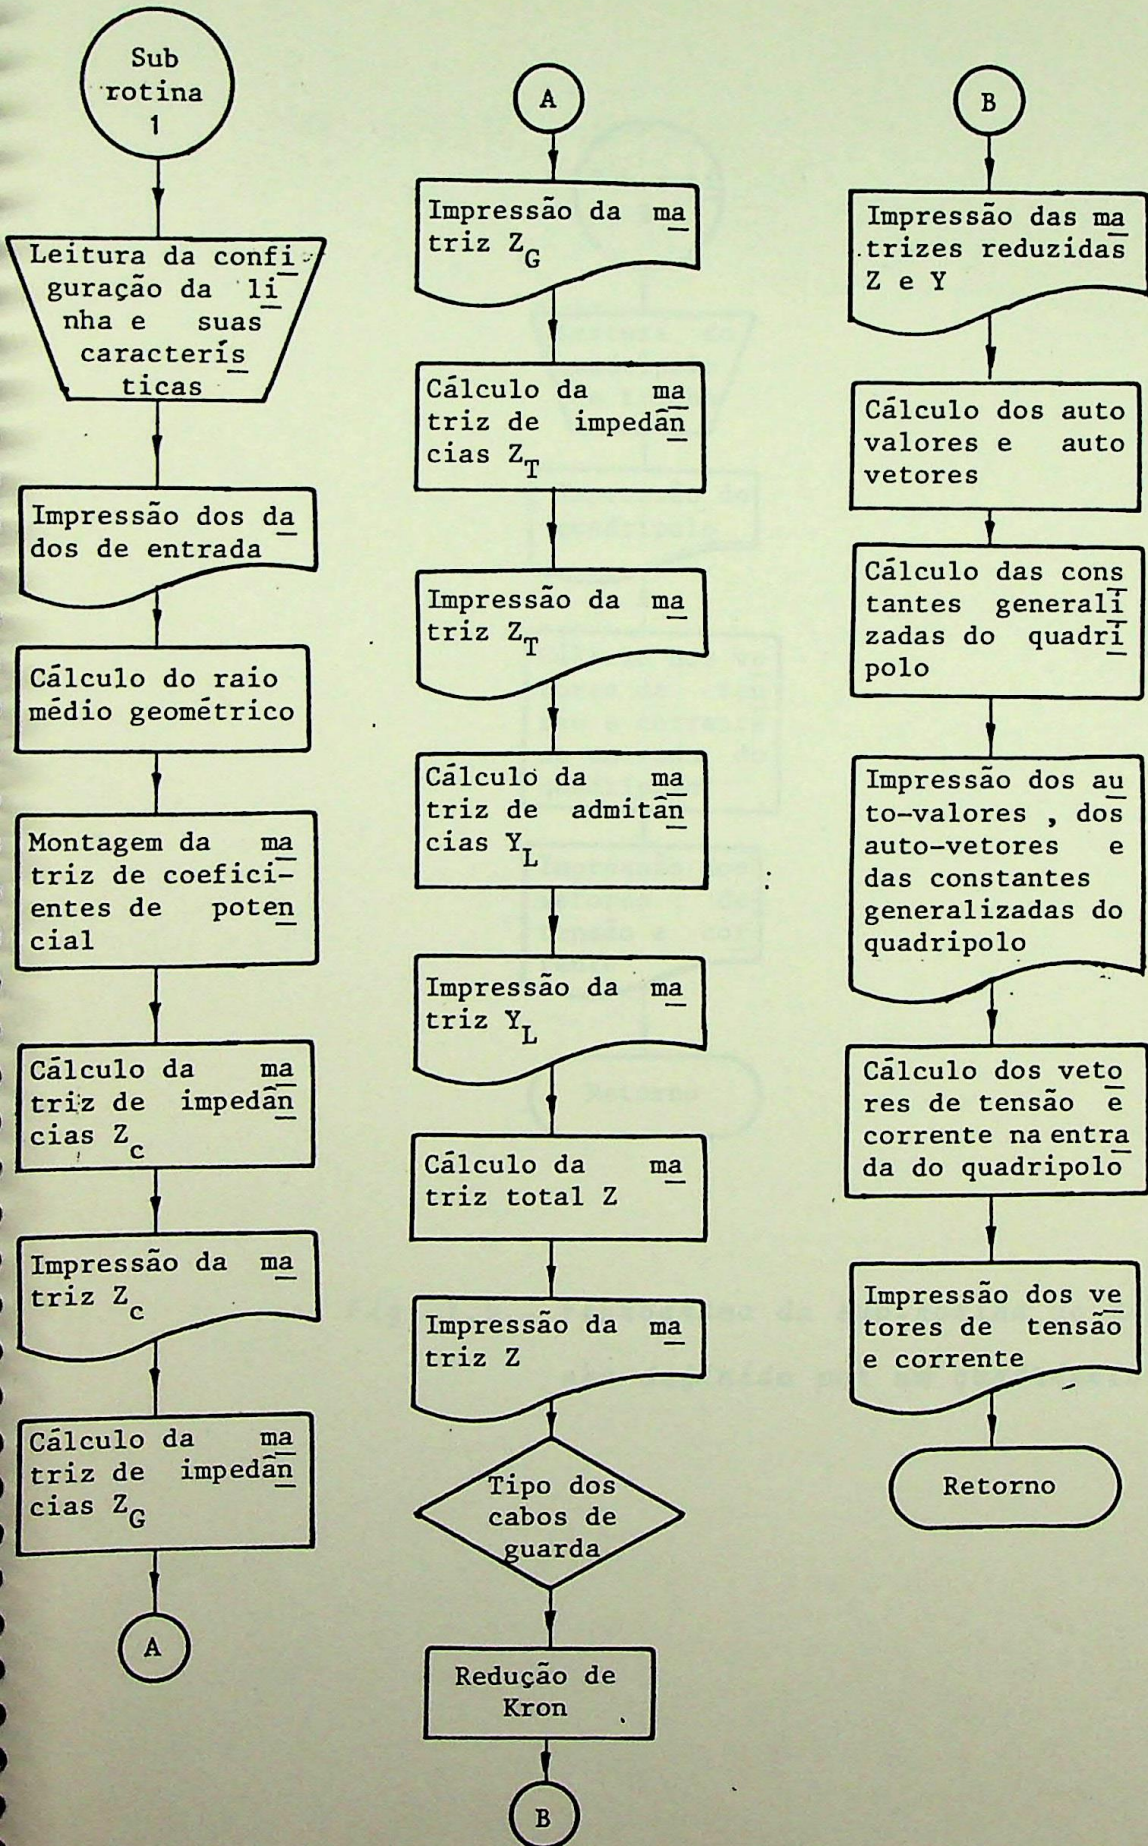 Sub
rotina
1
Leitura da confi
guração da li
nha e suas
caracterís
ticas
Impressão dos da
dos de entrada
Cálculo do raio
médio geométrico
Montagem da ma
triz de coefici-
entes de poten
cial
Cálculo da ma
triz de impedân
cias Zc
Impressão da ma
triz Zc
Cálculo da ma
triz de impedân
cias ZG
A
A
Impressão da ma
triz ZG
Cálculo da ma
triz de impedân
cias ZT
Impressão da ma
triz ZT
Cálculo da ma
triz de admitân
cias YL
Impressão da ma
triz YL
Cálculo da ma
triz total Z
Impressão da ma
triz Z
Tipo dos
cabos de
guarda
Redução de
Kron
B
B
Impressão das ma
trizes reduzidas
Z e Y
Cálculo dos auto
valores e auto
vetores
Cálculo das cons
tantes generali
zadas do quadri
polo
Impressão dos au
to-valores , dos
auto-vetores e
das constantes
generalizadas do
quadripolo
Cálculo dos veto
res de tensão e
corrente na entra
da do quadripolo
Impressão dos ve
tores de tensão
e corrente
Retorno